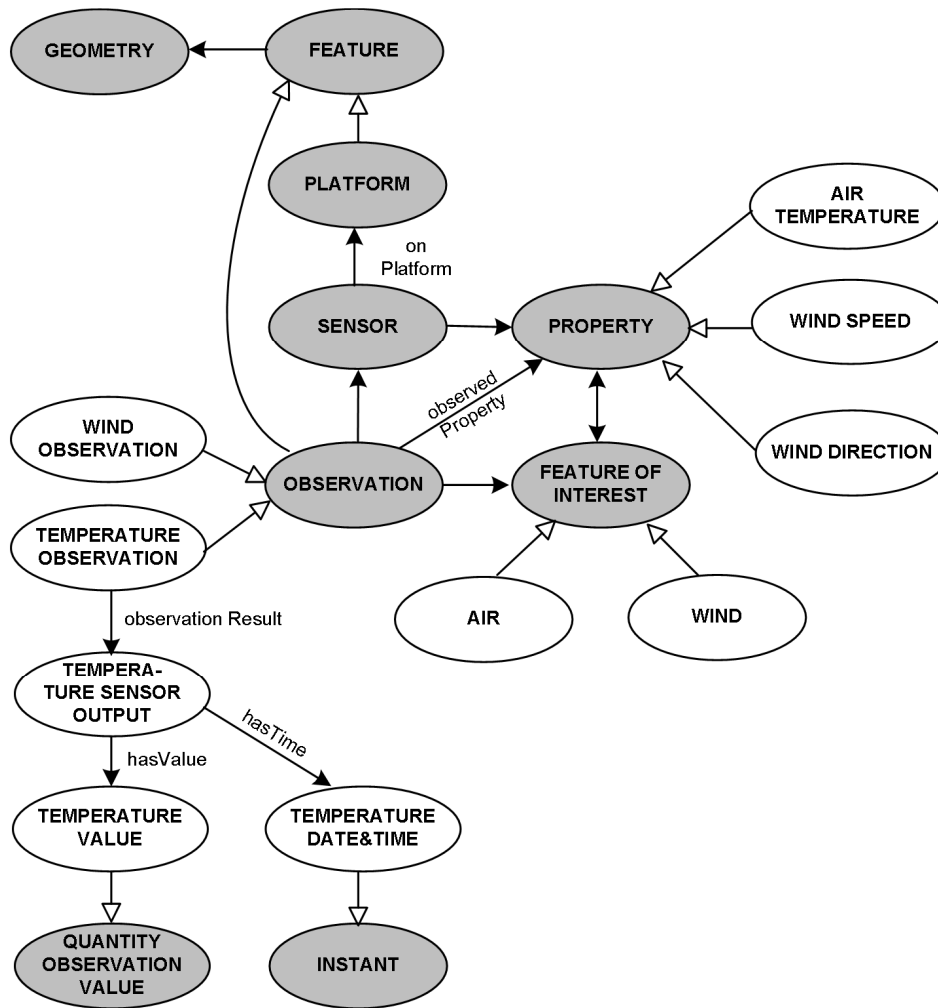 GEOMETRY
FEATURE
PLATFORM
AIR
TEMPERATURE
on
Platform
SENSOR
PROPERTY
WIND SPEED
observed
Property
WIND
OBSERVATION
OBSERVATION
FEATURE OF
INTEREST
WIND DIRECTION
TEMPERATURE
OBSERVATION
AIR
WIND
observation Result
TEMPERA-
TURE SENSOR
OUTPUT
hasTime
hasValue
TEMPERATURE
VALUE
TEMPERATURE
DATE&TIME
QUANTITY
OBSERVATION
VALUE
INSTANT